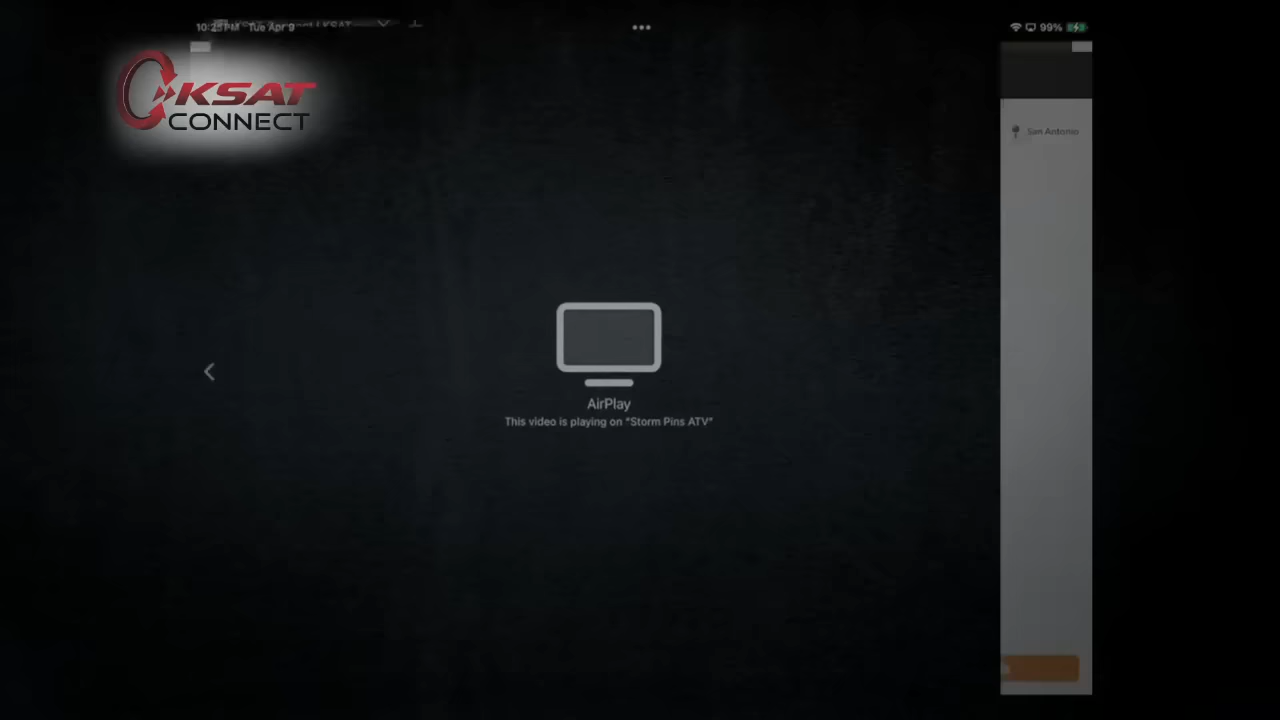 10:25 PM Tue Apr 9
99%
KSAT
CONNECT
San Antonio
AirPlay
This video is playing on "Storm Pins ATV"